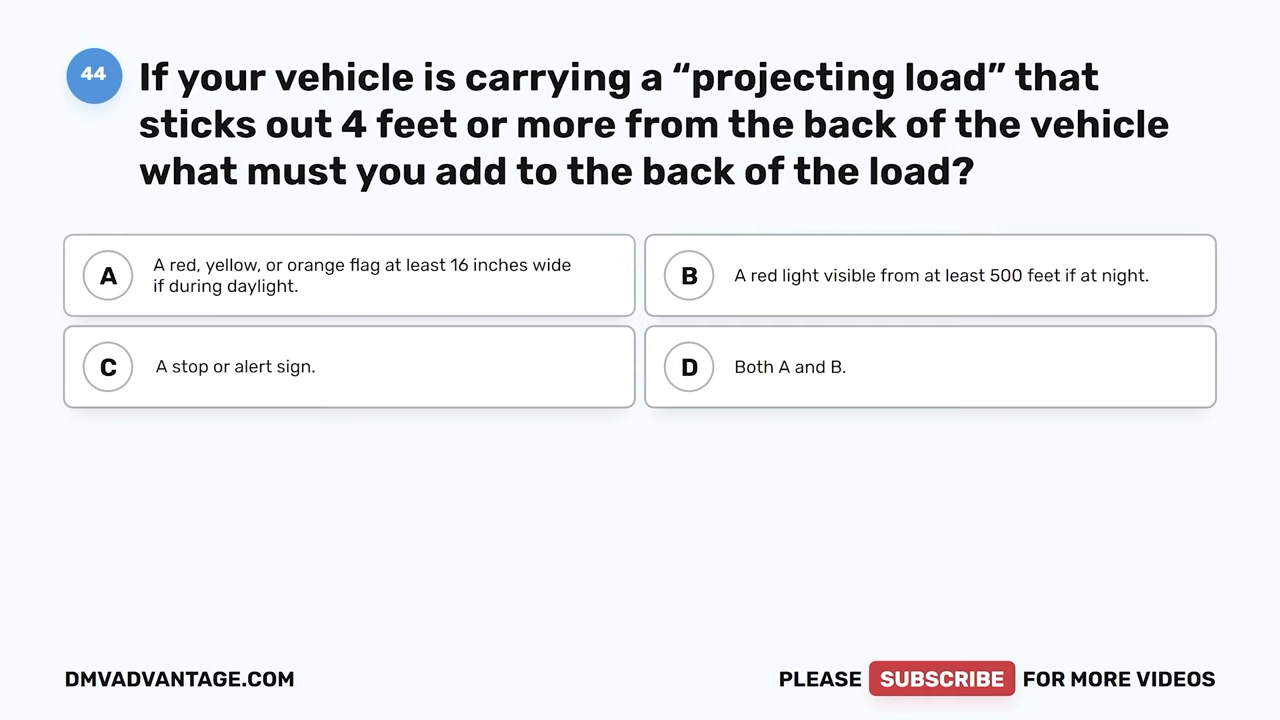 44
If your vehicle is carrying a “projecting load” that
sticks out 4 feet or more from the back of the vehicle
what must you add to the back of the load?
A
A red, yellow, or orange flag at least 16 inches wide
if during daylight.
B
A red light visible from at least 500 feet if at night.
C
A stop or alert sign.
D
Both A and B.
DMVADVANTAGE.COM
PLEASE SUBSCRIBE FOR MORE VIDEOS